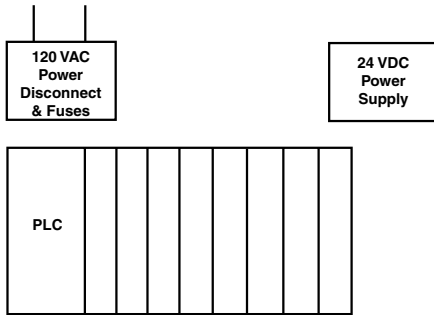 120 VAC
Power
Disconnect
& Fuses
24 VDC
Power
Supply
PLC